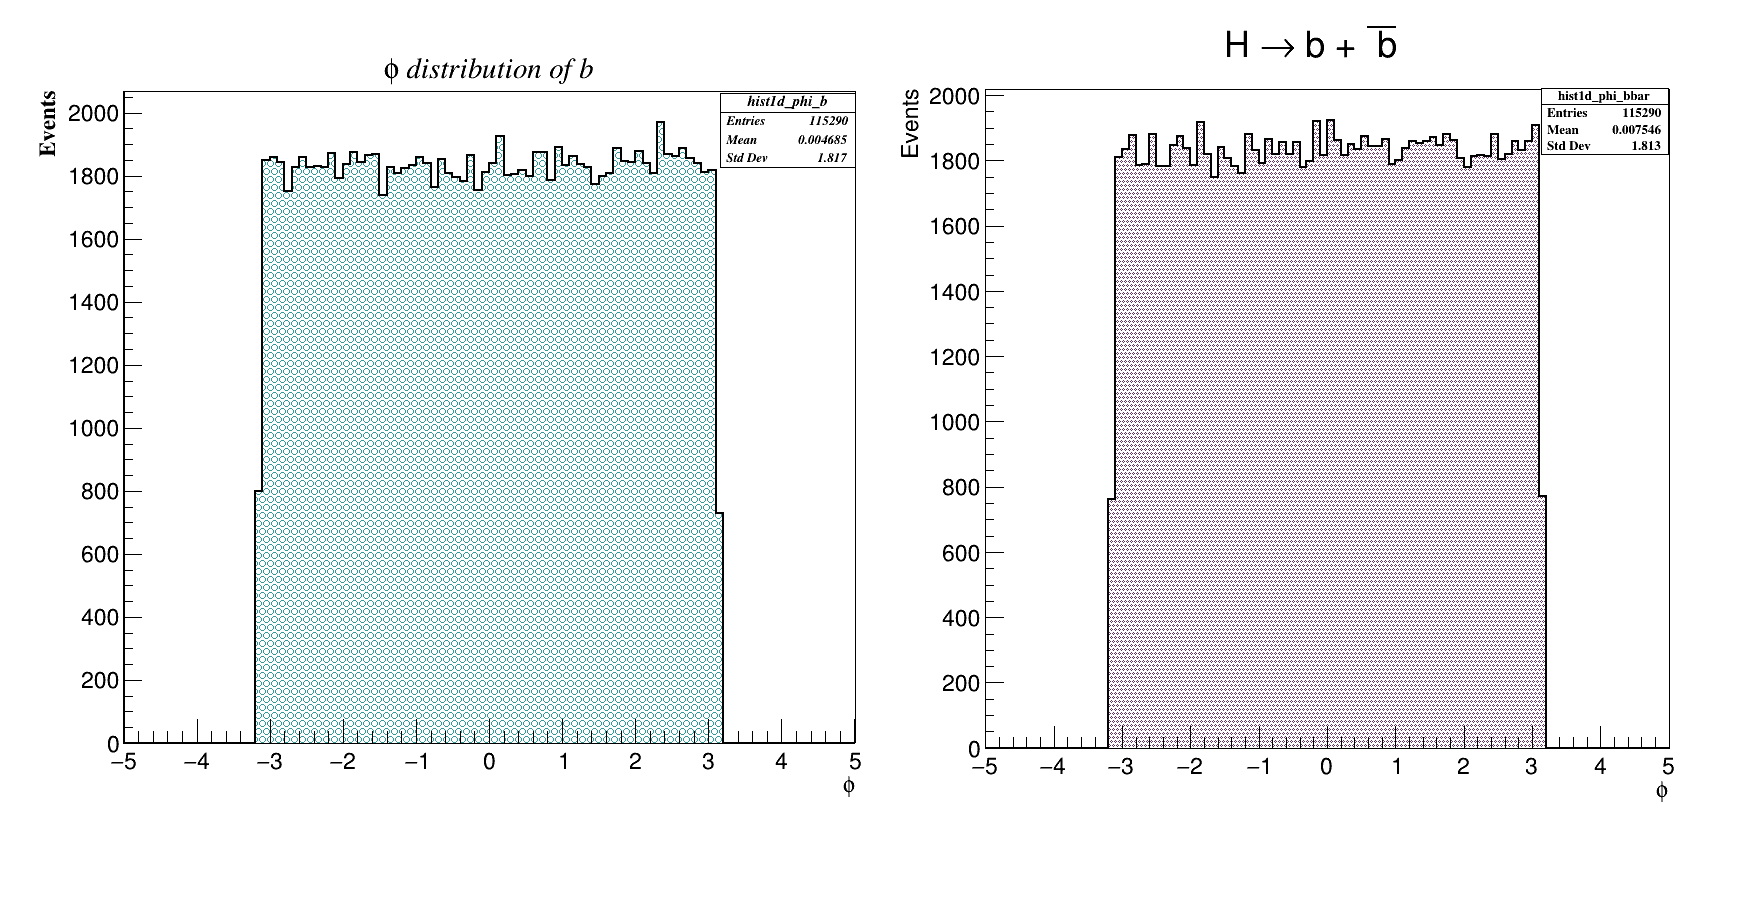 ϕ distribution of b
Events
2000
1800
1600
1400
1200
1000
800
600
400
200
0
−5 −4 −3 −2 −1 0 1 2 3 4 5
ϕ
hist1d_phi_b
Entries 115290
Mean 0.004685
Std Dev 1.817
H → b + b̅
Events
2000
1800
1600
1400
1200
1000
800
600
400
200
0
−5 −4 −3 −2 −1 0 1 2 3 4 5
ϕ
hist1d_phi_bbar
Entries 115290
Mean 0.007546
Std Dev 1.813